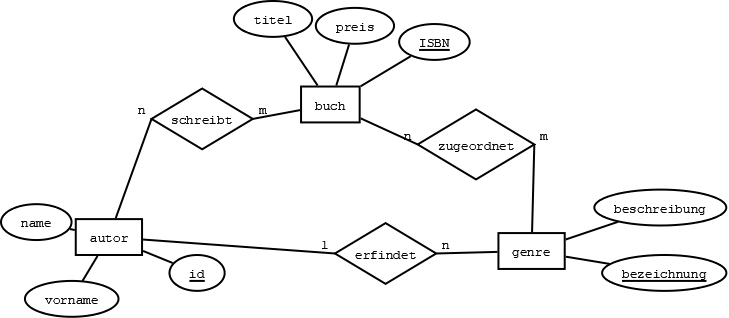 titel
preis
ISBN
buch
n
schreibt
m
n
zugeordnet
m
name
autor
vorname
id
1
erfindet
n
genre
beschreibung
bezeichnung